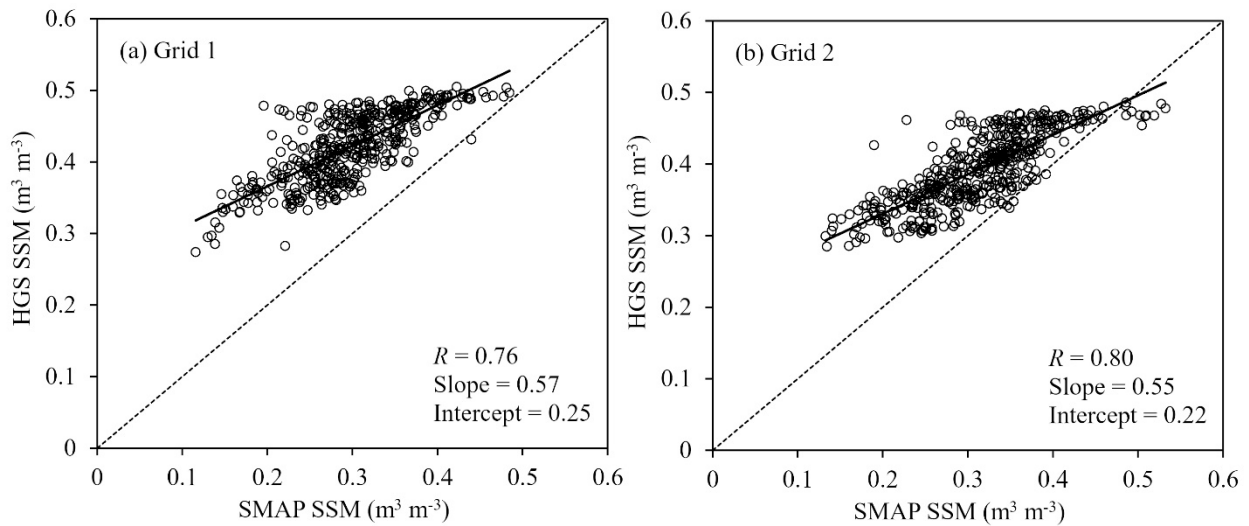 (a) Grid 1
0.6
0.5
0.4
0.3
0.2
0.1
0
HGS SSM (m³ m⁻³)
R = 0.76
Slope = 0.57
Intercept = 0.25
0 0.1 0.2 0.3 0.4 0.5 0.6
SMAP SSM (m³ m⁻³)
(b) Grid 2
0.6
0.5
0.4
0.3
0.2
0.1
0
HGS SSM (m³ m⁻³)
R = 0.80
Slope = 0.55
Intercept = 0.22
0 0.1 0.2 0.3 0.4 0.5 0.6
SMAP SSM (m³ m⁻³)